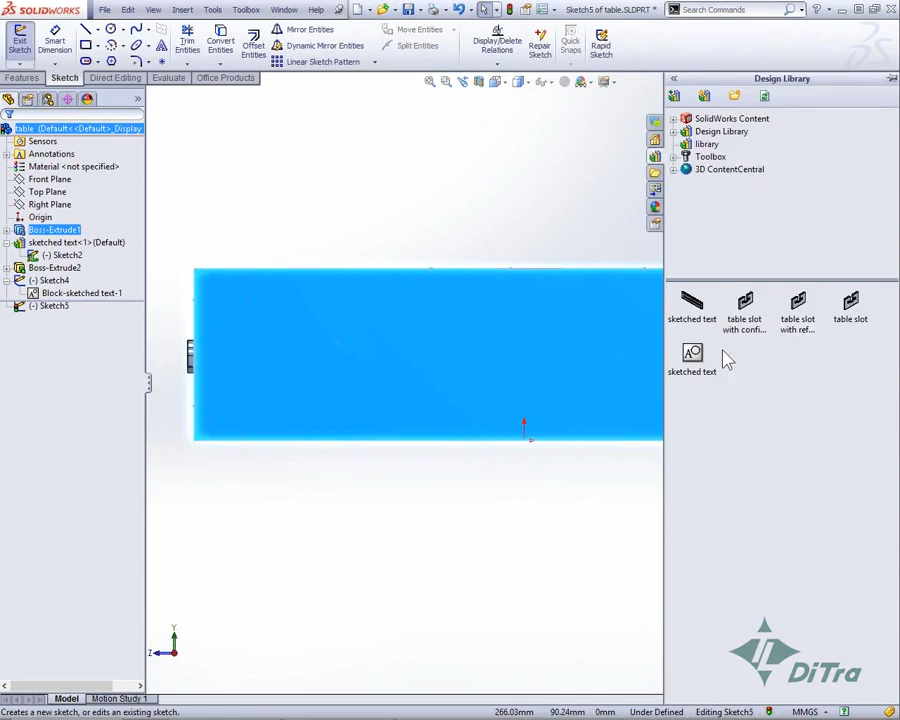 SOLIDWORKS File Edit View Insert Tools Toolbox Window Help Sketch5 of table.SLDPRT * Search Commands
Exit Sketch Smart Dimension Trim Entities Convert Entities Offset Entities Mirror Entities Dynamic Mirror Entities Linear Sketch Pattern Move Entities Split Entities Display/Delete Relations Repair Sketch Quick Snaps Rapid Sketch
Features Sketch Direct Editing Evaluate Office Products
Design Library
table (Default<<Default>_Display
Sensors
Annotations
Material <not specified>
Front Plane
Top Plane
Right Plane
Origin
Boss-Extrude1
sketched text<1>(Default)
(-) Sketch2
Boss-Extrude2
(-) Sketch4
Block-sketched text-1
(-) Sketch5
SolidWorks Content
Design Library
library
Toolbox
3D ContentCentral
sketched text
table slot with confi...
table slot with ref...
table slot
sketched text
Y
Z
DiTra
Model Motion Study 1
Creates a new sketch, or edits an existing sketch. 266.03mm 90.24mm 0mm Under Defined Editing Sketch5 MMGS